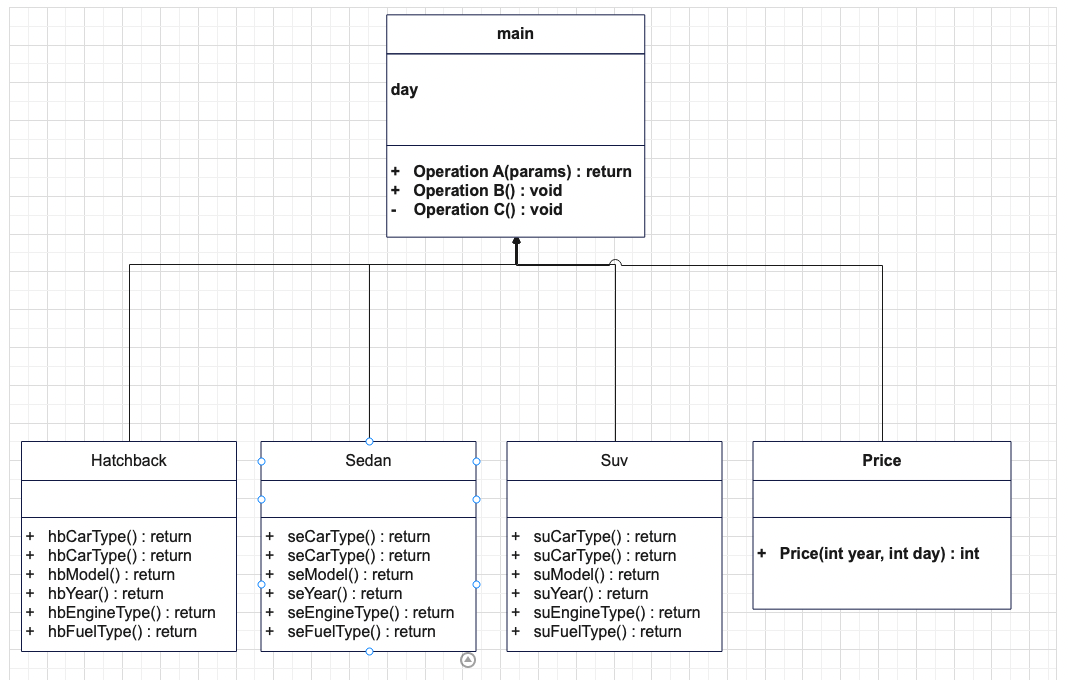 main
day
+ Operation A(params) : return
+ Operation B() : void
- Operation C() : void
Hatchback
+ hbCarType() : return
+ hbCarType() : return
+ hbModel() : return
+ hbYear() : return
+ hbEngineType() : return
+ hbFuelType() : return
Sedan
+ seCarType() : return
+ seCarType() : return
+ seModel() : return
+ seYear() : return
+ seEngineType() : return
+ seFuelType() : return
Suv
+ suCarType() : return
+ suCarType() : return
+ suModel() : return
+ suYear() : return
+ suEngineType() : return
+ suFuelType() : return
Price
+ Price(int year, int day) : int